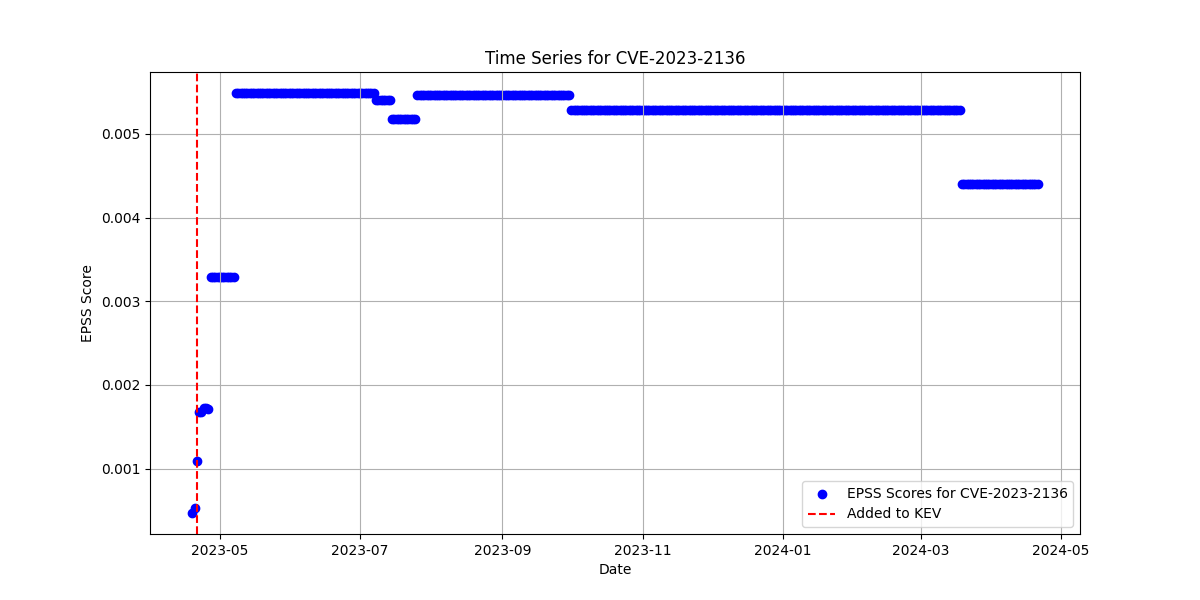 Time Series for CVE-2023-2136
EPSS Score
0.005
0.004
0.003
0.002
0.001
EPSS Scores for CVE-2023-2136
Added to KEV
2023-05 2023-07 2023-09 2023-11 2024-01 2024-03 2024-05
Date